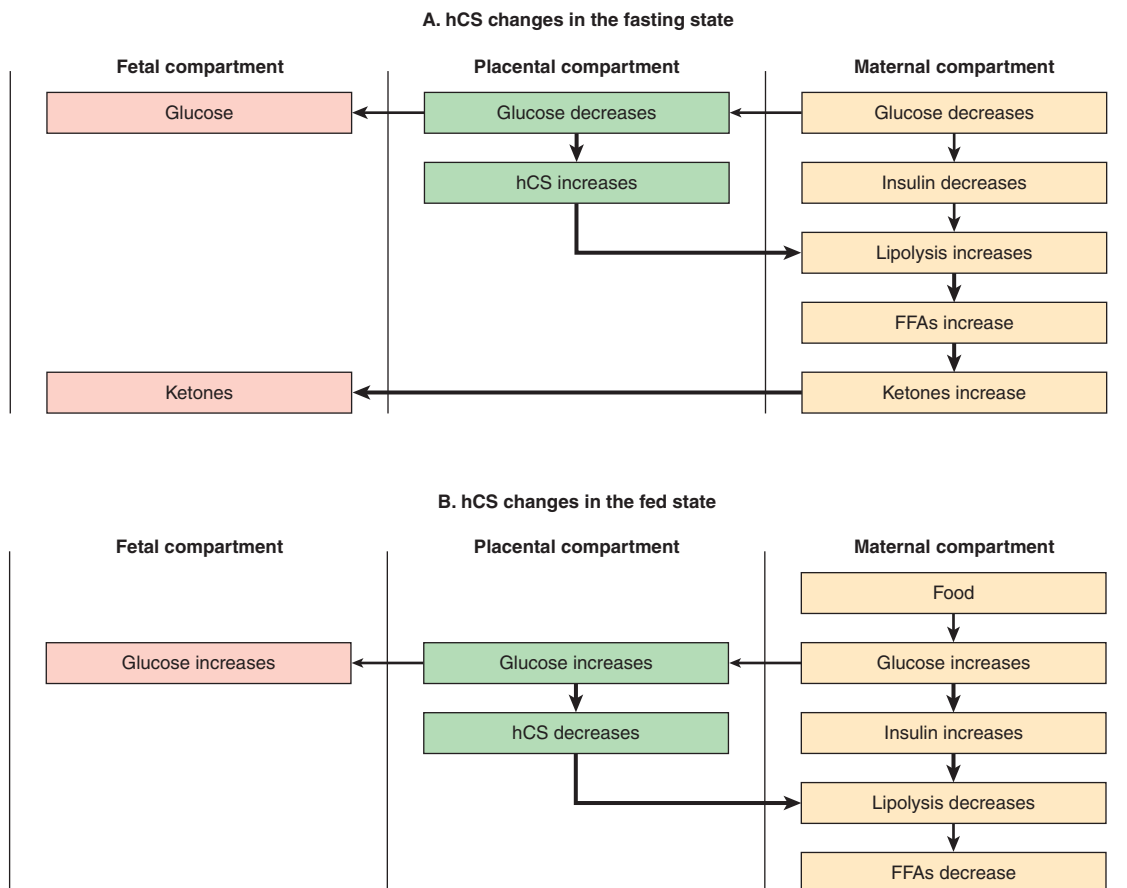 A. hCS changes in the fasting state
Fetal compartment
Placental compartment
Maternal compartment
Glucose
Glucose decreases
Glucose decreases
hCS increases
Insulin decreases
Lipolysis increases
FFAs increase
Ketones
Ketones increase
B. hCS changes in the fed state
Fetal compartment
Placental compartment
Maternal compartment
Food
Glucose increases
Glucose increases
Glucose increases
hCS decreases
Insulin increases
Lipolysis decreases
FFAs decrease